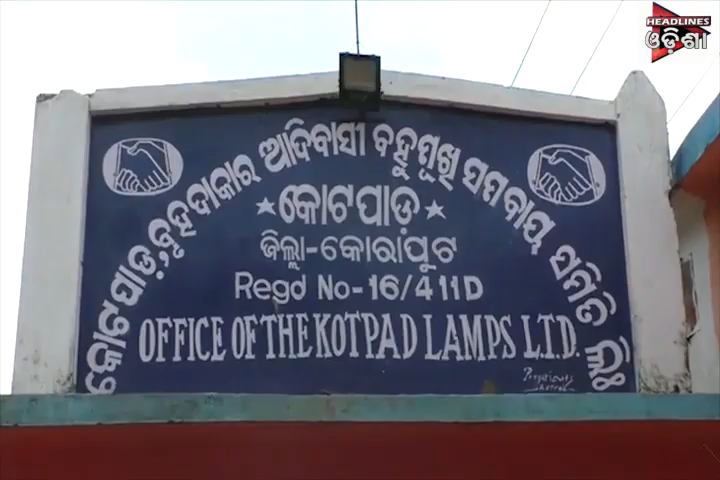 HEADLINES
ଓଡ଼ିଶା
କୋଟପାଡ଼,ବୃହଦାକାର ଆଦିବାସୀ ବହୁମୂଖି ସମବାୟ ସମିତି ଲିଃ
କୋଟପାଡ଼
ଜିଲ୍ଲା-କୋରାପୁଟ
Regd No-16/411D
OFFICE OF THE KOTPAD LAMPS L.T.D.